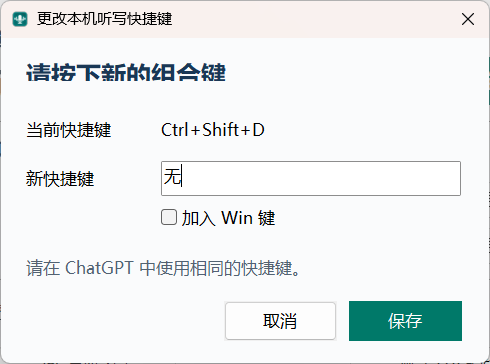 更改本机听写快捷键
请按下新的组合键
当前快捷键 Ctrl+Shift+D
新快捷键 无
加入 Win 键
请在 ChatGPT 中使用相同的快捷键。
取消 保存